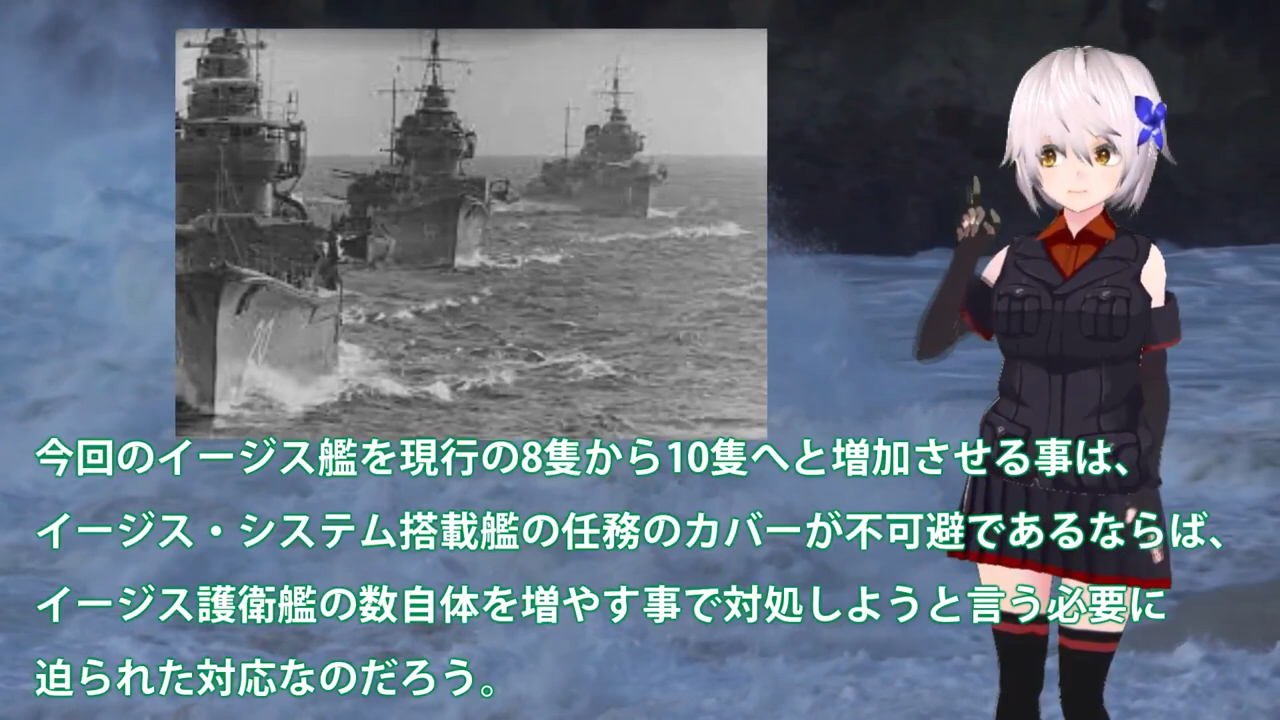 今回のイージス艦を現行の8隻から10隻へと増加させる事は、
イージス・システム搭載艦の任務のカバーが不可避であるならば、
イージス護衛艦の数自体を増やす事で対処しようと言う必要に
迫られた対応なのだろう。